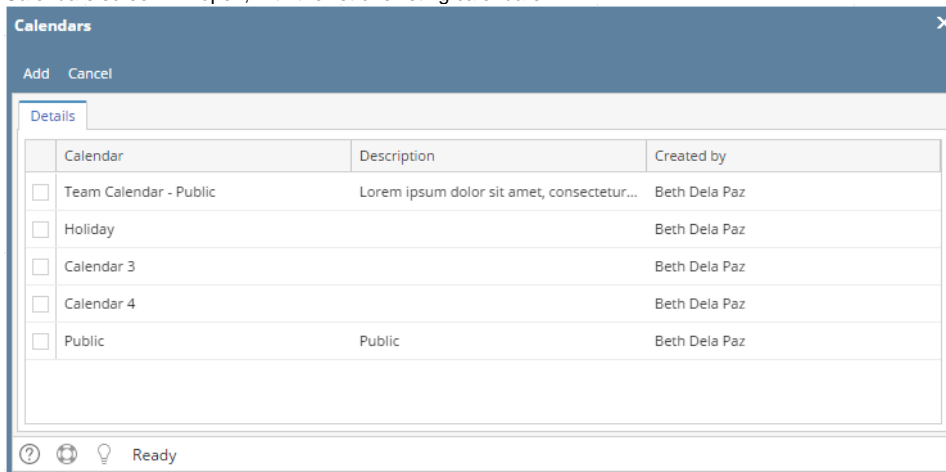 Calendars
Add Cancel
Details
Calendar Description Created by
Team Calendar - Public Lorem ipsum dolor sit amet, consectetur... Beth Dela Paz
Holiday Beth Dela Paz
Calendar 3 Beth Dela Paz
Calendar 4 Beth Dela Paz
Public Public Beth Dela Paz
Ready